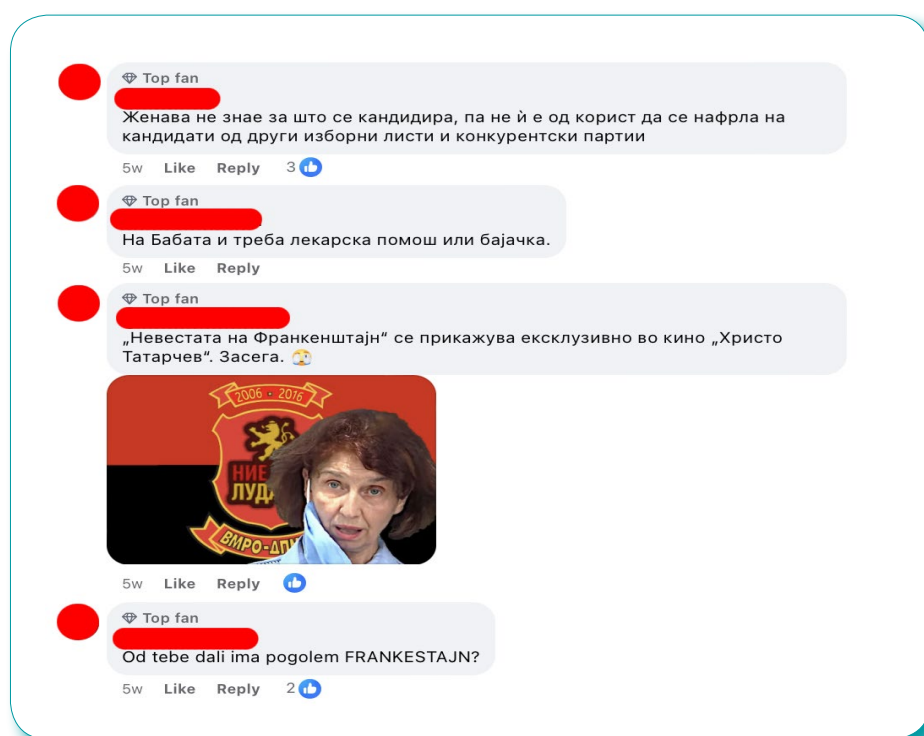 Top fan
Женава не знае за што се кандидира, па не ѝ е од корист да се нафрла на
кандидати од други изборни листи и конкурентски партии
5w Like Reply 3
Top fan
На Бабата и треба лекарска помош или бајачка.
5w Like Reply
Top fan
„Невестата на Франкенштајн“ се прикажува ексклузивно во кино „Христо
Татарчев“. Засега.
2006 - 2016
НИЕ
ЛУДА
ВМРО-ДП
5w Like Reply
Top fan
Od tebe dali ima pogolem FRANKESTAJN?
5w Like Reply 2